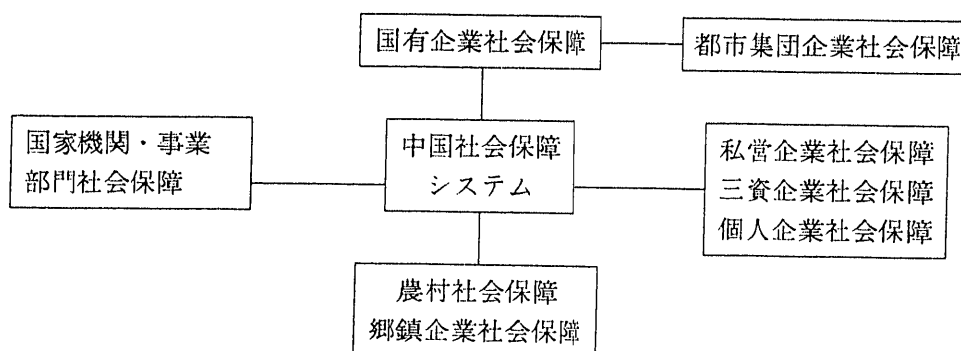 国有企業社会保障
都市集団企業社会保障
国家機関・事業
部門社会保障
中国社会保障
システム
私営企業社会保障
三資企業社会保障
個人企業社会保障
農村社会保障
郷鎮企業社会保障